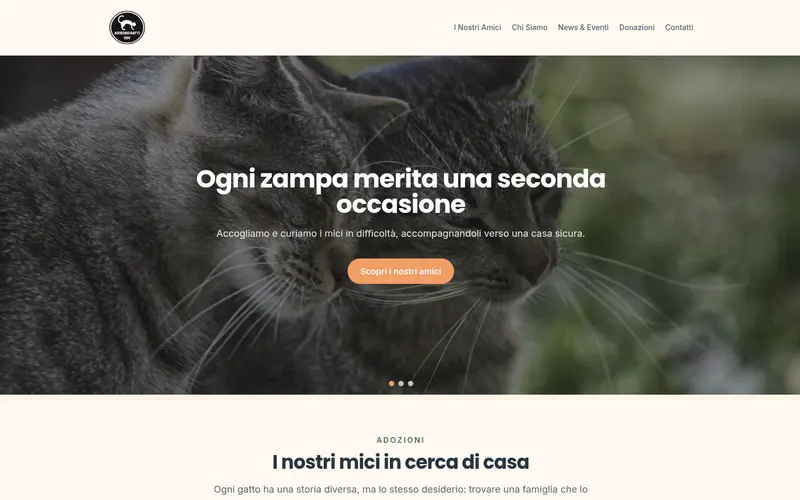 I Nostri Amici
Chi Siamo
News & Eventi
Donazioni
Contatti
Ogni zampa merita una seconda
occasione
Accogliamo e curiamo i mici in difficoltà, accompagnandoli verso una casa sicura.
Scopri i nostri amici
ADOZIONI
I nostri mici in cerca di casa
Ogni gatto ha una storia diversa, ma lo stesso desiderio: trovare una famiglia che lo